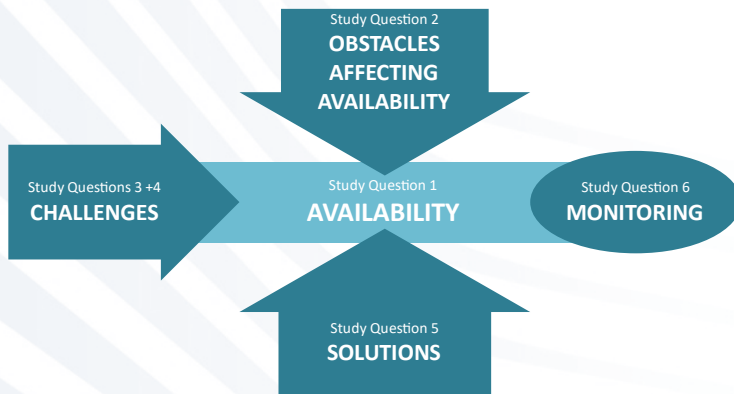 Study Question 2
OBSTACLES
AFFECTING
AVAILABILITY
Study Questions 3 +4
CHALLENGES
Study Question 1
AVAILABILITY
Study Question 6
MONITORING
Study Question 5
SOLUTIONS